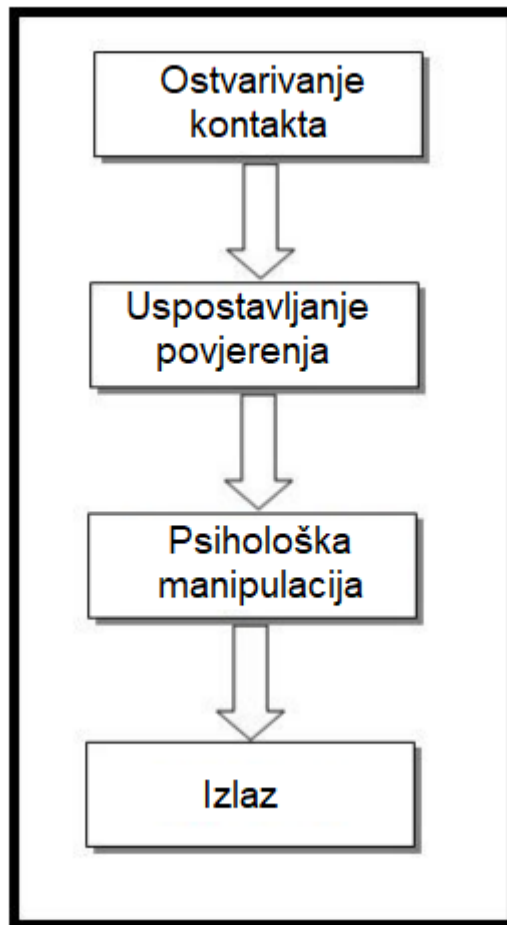 Ostvarivanje
kontakta
Uspostavljanje
povjerenja
Psihološka
manipulacija
Izlaz